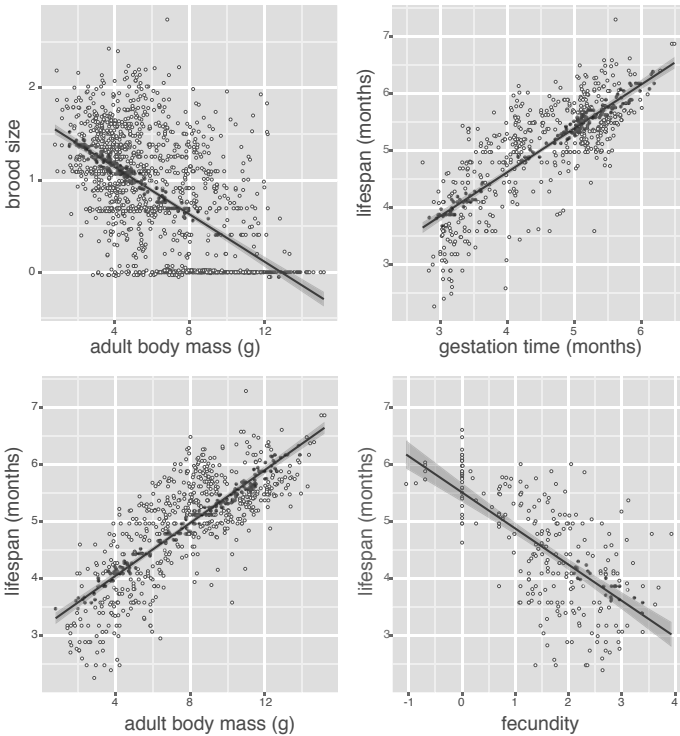 brood size
2
1
0
4 8 12
adult body mass (g)
lifespan (months)
7
6
5
4
3
3 4 5 6
gestation time (months)
lifespan (months)
7
6
5
4
3
4 8 12
adult body mass (g)
lifespan (months)
7
6
5
4
3
-1 0 1 2 3 4
fecundity